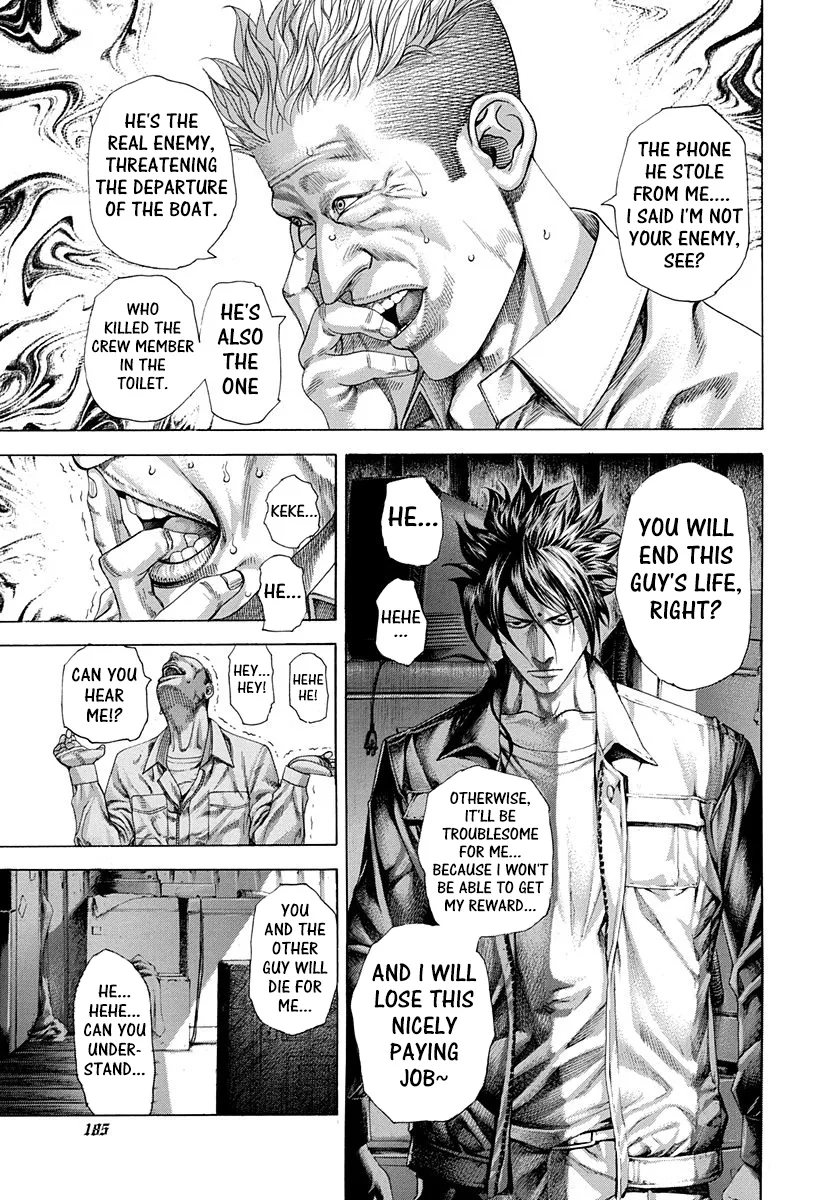 THE PHONE
HE STOLE
FROM ME....
I SAID I'M NOT
YOUR ENEMY,
SEE?
HE'S THE
REAL ENEMY,
THREATENING
THE DEPARTURE
OF THE BOAT.
HE'S
ALSO
THE
ONE
WHO
KILLED THE
CREW MEMBER
IN THE
TOILET.
YOU WILL
END THIS
GUY'S LIFE,
RIGHT?
HE...
HEHE
...
OTHERWISE,
IT'LL BE
TROUBLESOME
FOR ME...
BECAUSE I WON'T
BE ABLE TO GET
MY REWARD...
AND I WILL
LOSE THIS
NICELY
PAYING
JOB~
KEKE...
HE...
HEHE
HE!
HEY...
HEY!
CAN YOU
HEAR
ME!?
YOU
AND THE
OTHER
GUY WILL
DIE FOR
ME...
HE...
HEHE...
CAN YOU
UNDER-
STAND...
185